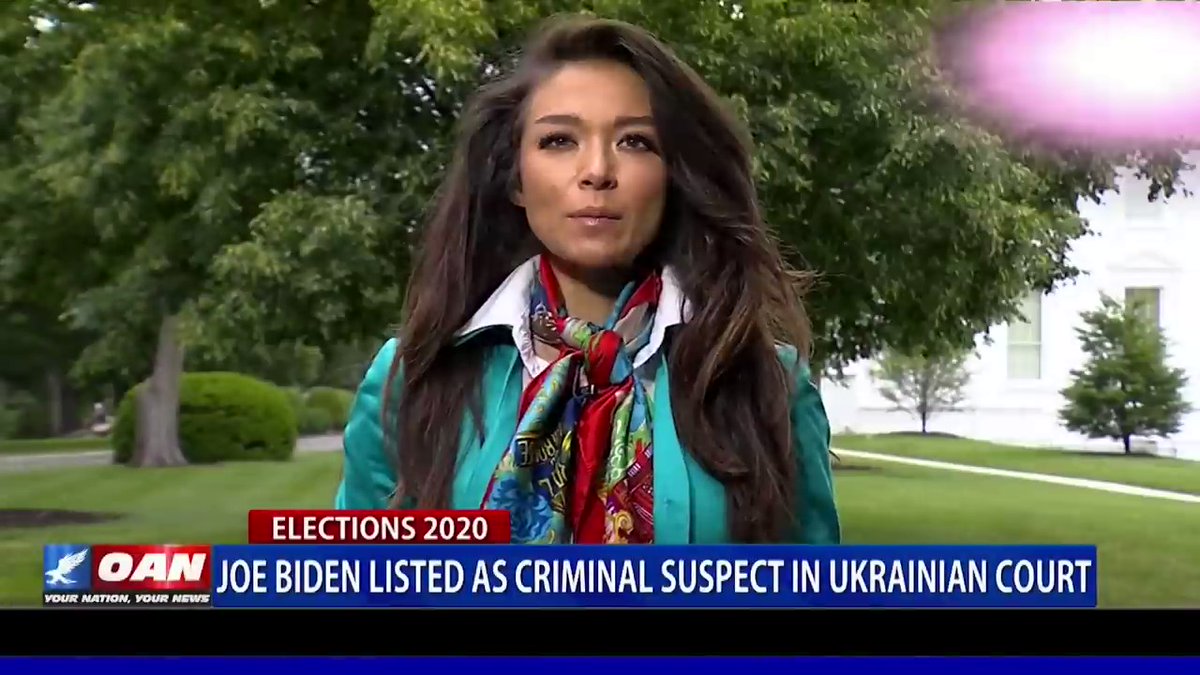 ELECTIONS 2020
OAN
YOUR NATION, YOUR NEWS
JOE BIDEN LISTED AS CRIMINAL SUSPECT IN UKRAINIAN COURT